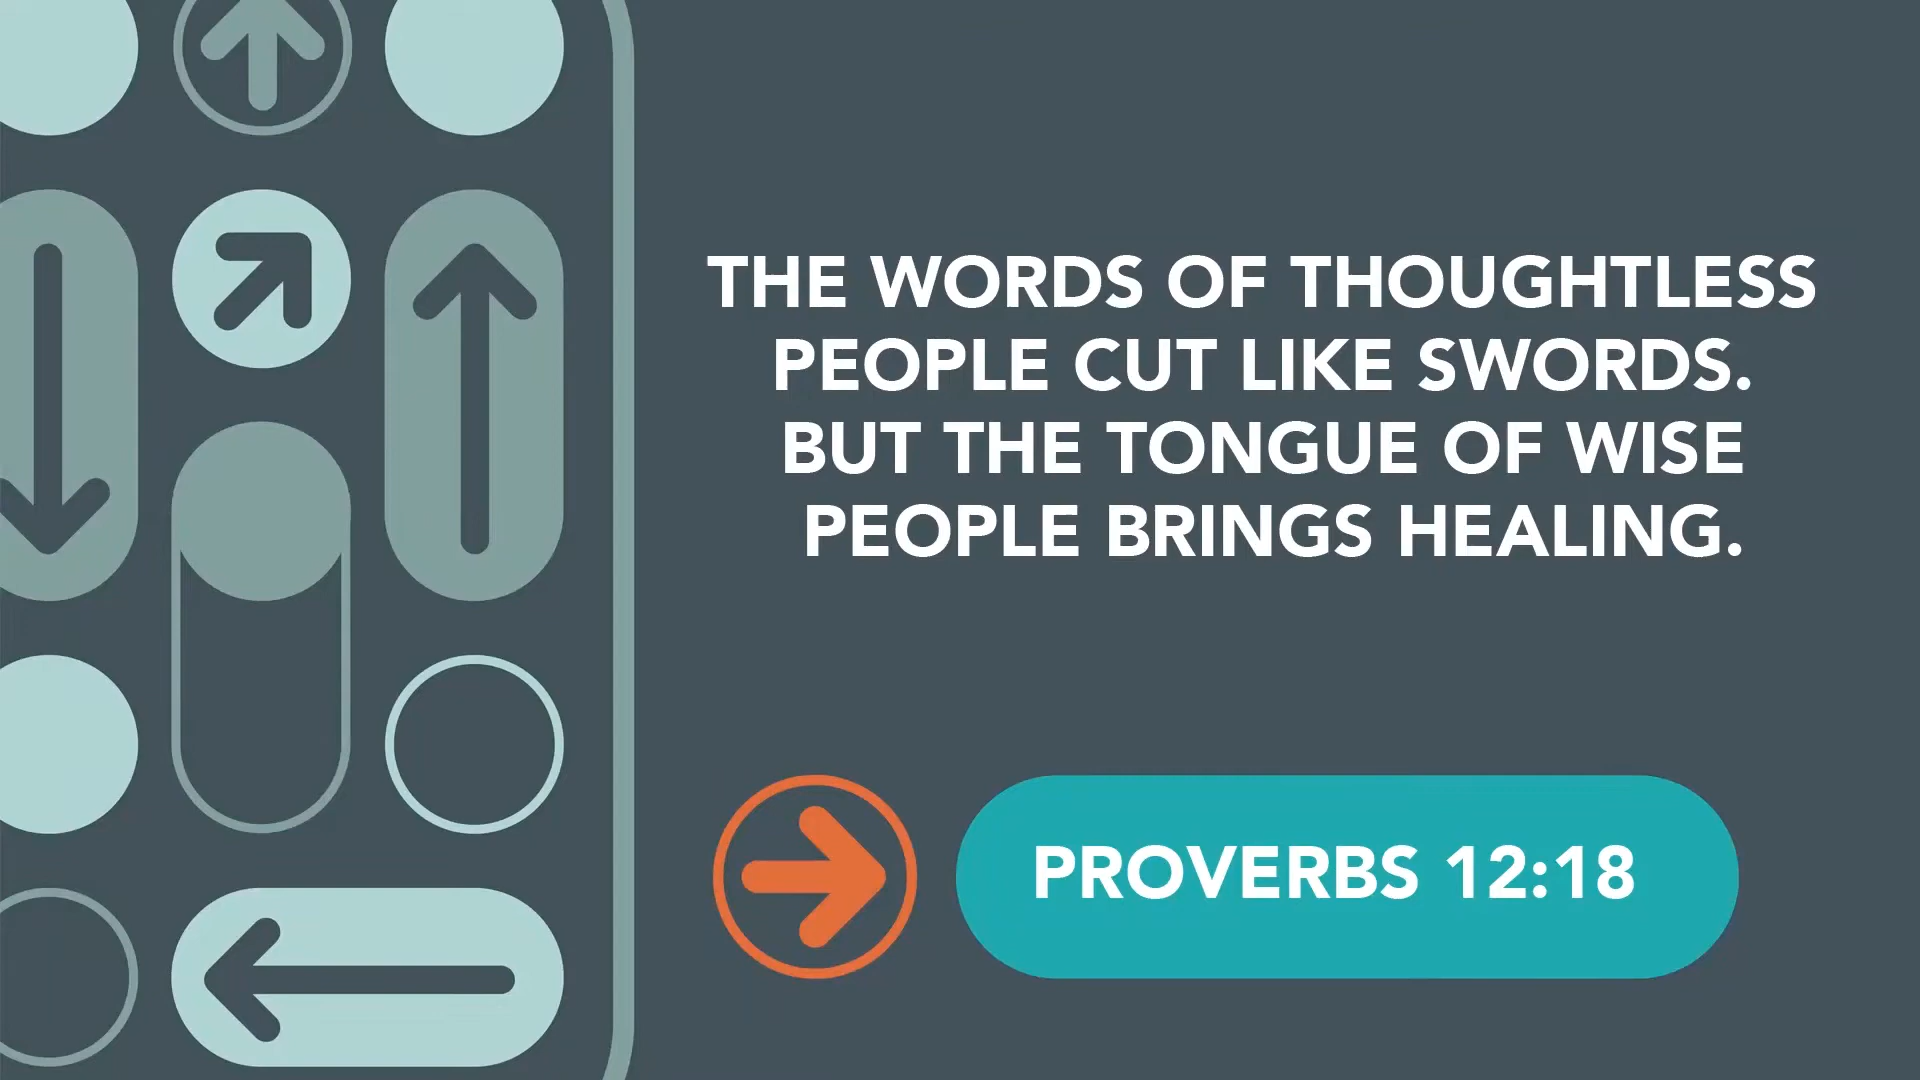 THE WORDS OF THOUGHTLESS
PEOPLE CUT LIKE SWORDS.
BUT THE TONGUE OF WISE
PEOPLE BRINGS HEALING.
PROVERBS 12:18